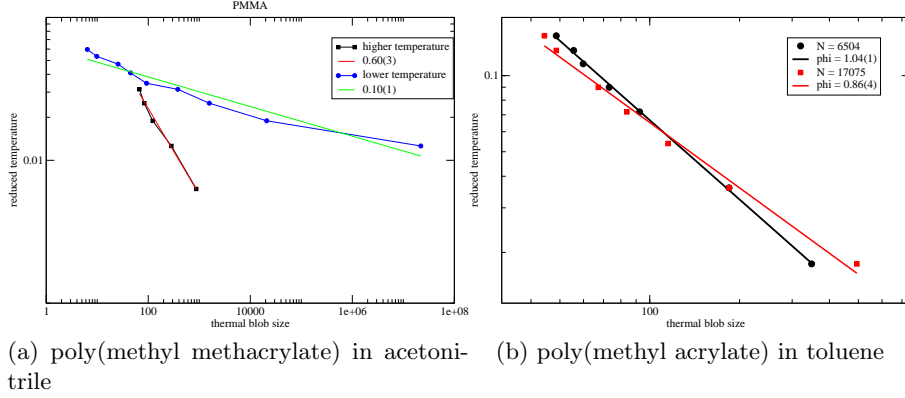 PMMA
higher temperature
0.60(3)
lower temperature
0.10(1)
reduced temperature
0.01
1
100
10000
1e+06
1e+08
thermal blob size
(a) poly(methyl methacrylate) in acetoni-
trile
N = 6504
phi = 1.04(1)
N = 17075
phi = 0.86(4)
reduced temperature
0.1
100
thermal blob size
(b) poly(methyl acrylate) in toluene